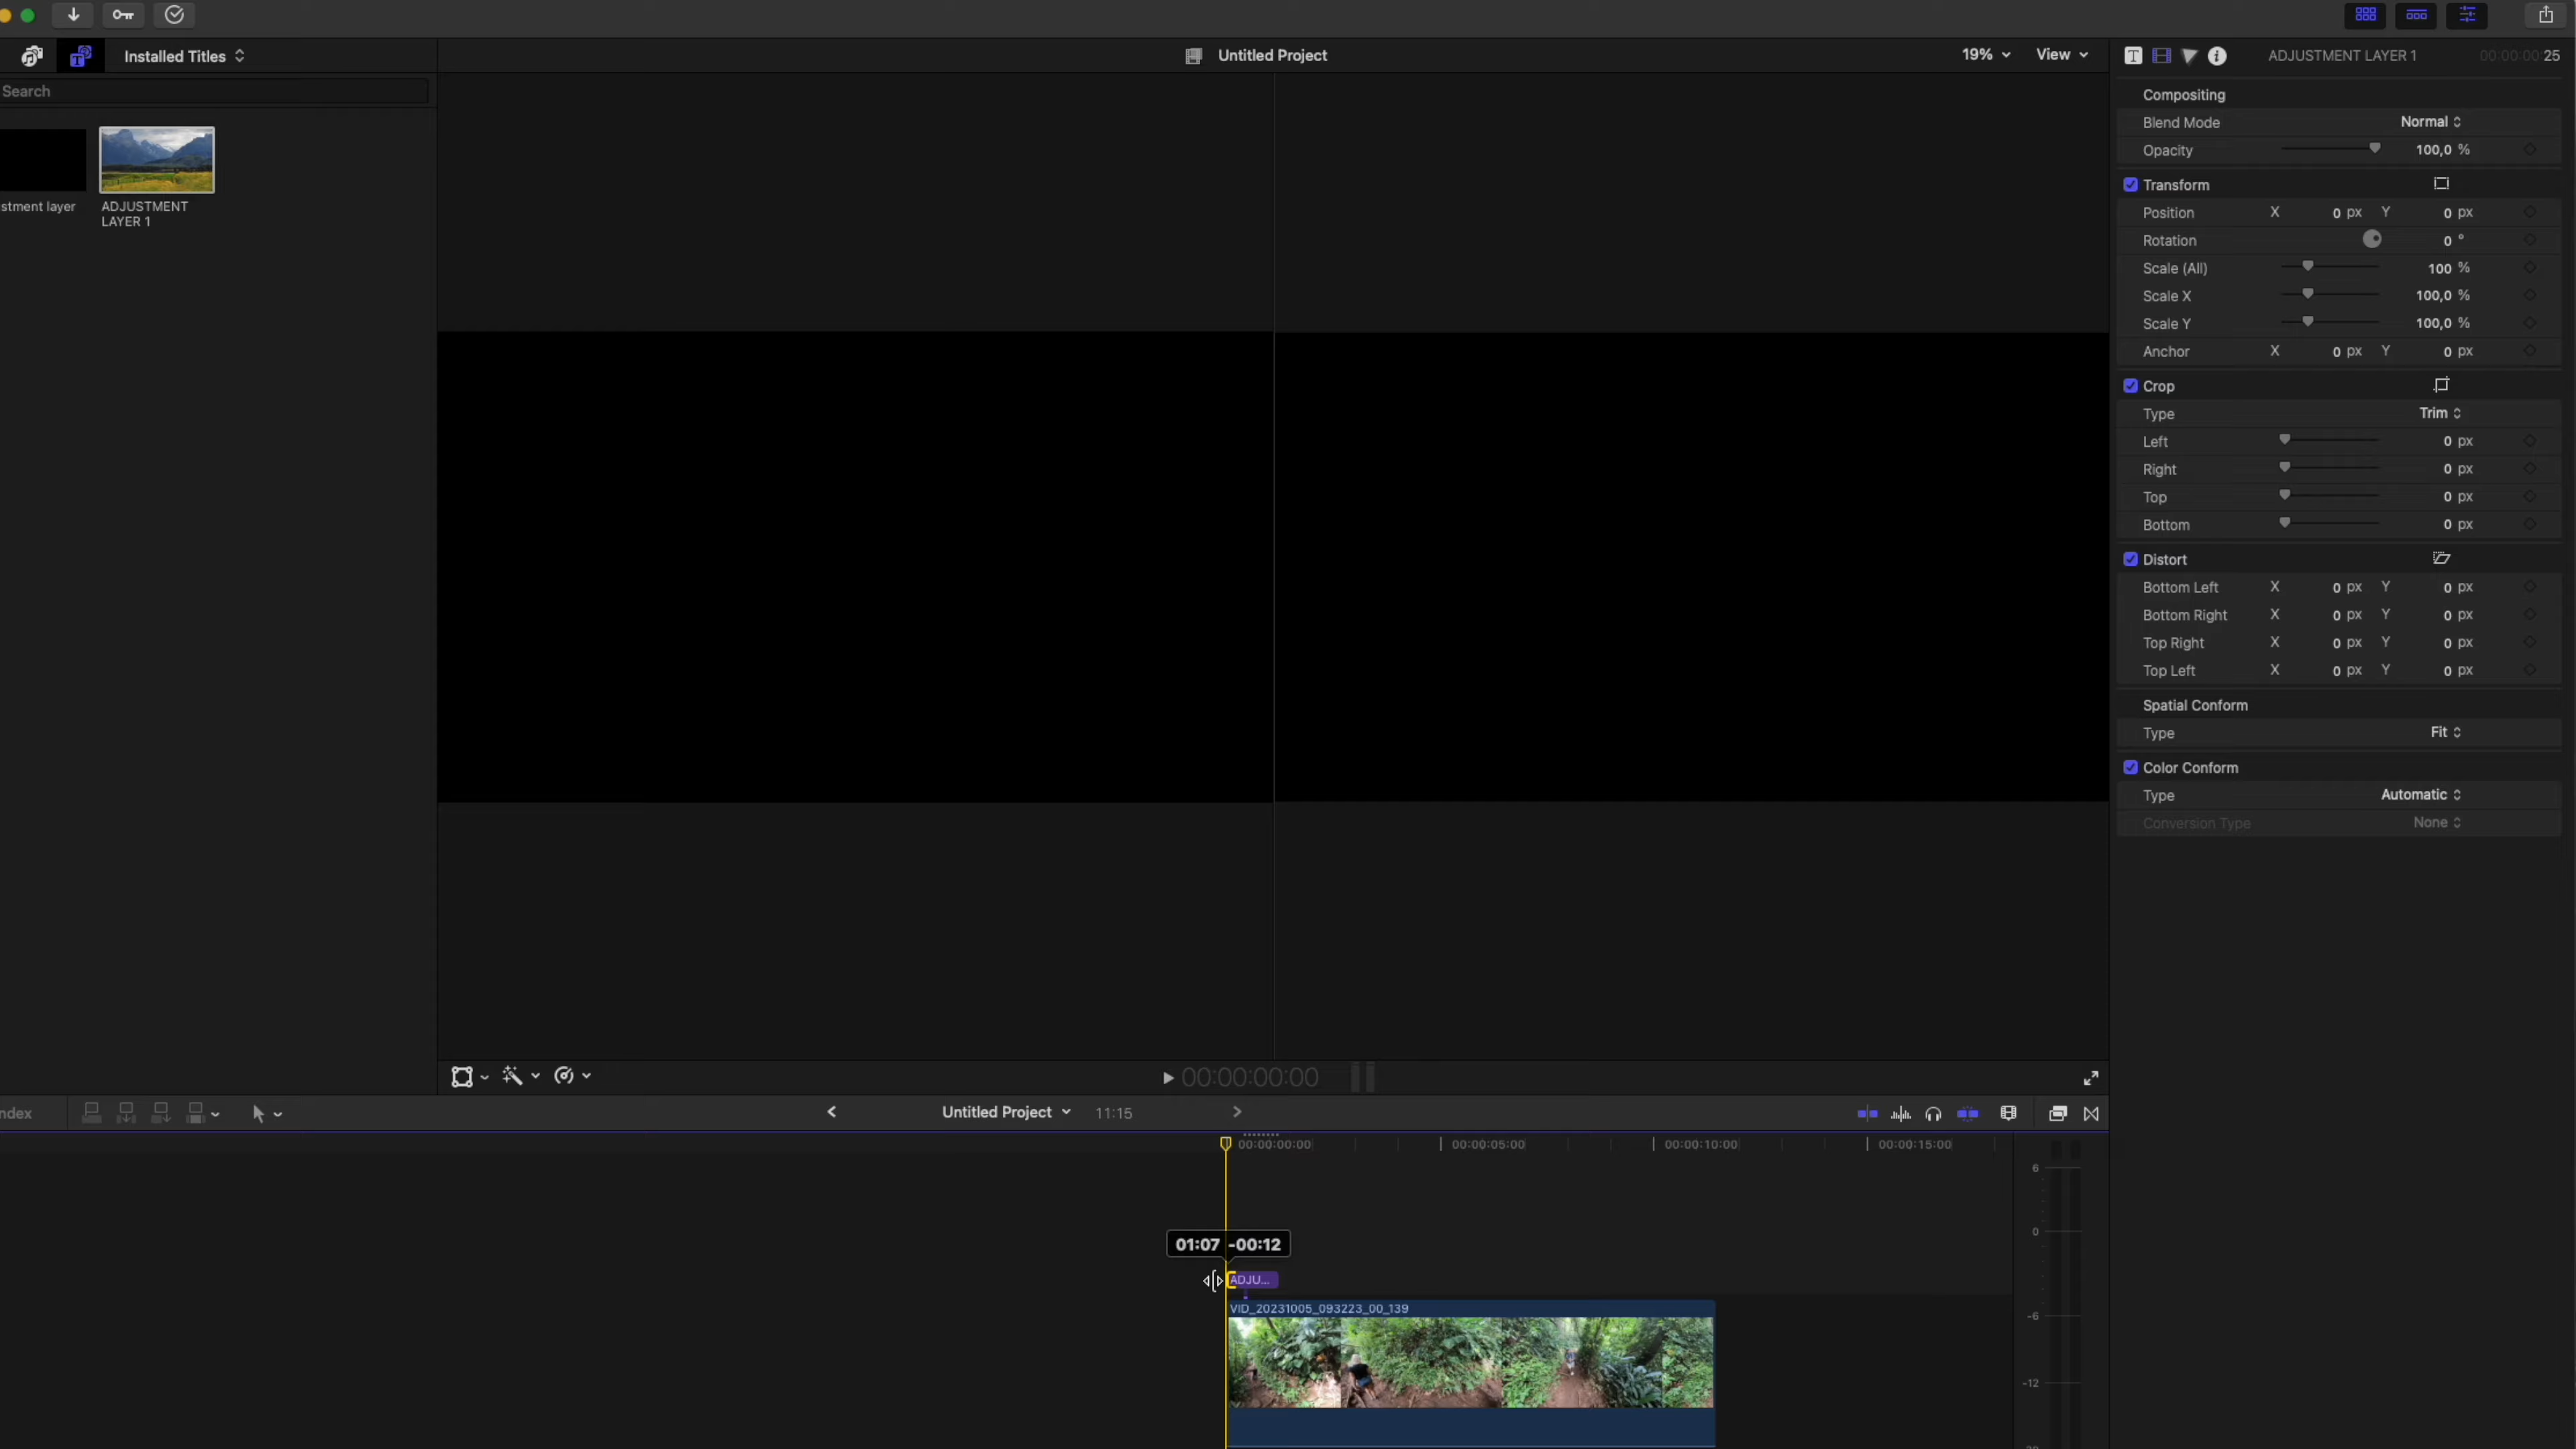 Installed Titles
Untitled Project
19%
View
T
ADJUSTMENT LAYER 1
00:00:00:25
Search
stment layer
ADJUSTMENT
LAYER 1
Compositing
Blend Mode Normal
Opacity 100,0 %
Transform
Position X 0 px Y 0 px
Rotation 0 °
Scale (All) 100 %
Scale X 100,0 %
Scale Y 100,0 %
Anchor X 0 px Y 0 px
Crop
Type Trim
Left 0 px
Right 0 px
Top 0 px
Bottom 0 px
Distort
Bottom Left X 0 px Y 0 px
Bottom Right X 0 px Y 0 px
Top Right X 0 px Y 0 px
Top Left X 0 px Y 0 px
Spatial Conform
Type Fit
Color Conform
Type Automatic
Conversion Type None
00:00:00:00
ndex
Untitled Project
11:15
00:00:00:00 00:00:05:00 00:00:10:00 00:00:15:00
6
01:07 -00:12
0
ADJU...
VID_20231005_093223_00_139
-6
-12